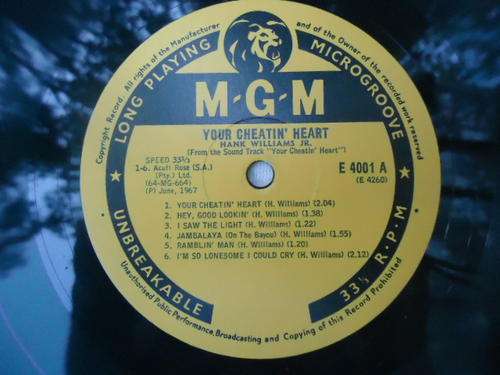 Copyright Record. All rights of the Manufacturer
and of the Owner of the recorded work reserved
LONG PLAYING
MICROGROOVE
M-G-M
YOUR CHEATIN' HEART
HANK WILLIAMS JR.
(From the Sound Track "Your Cheatin' Heart")
SPEED 33⅓
1-6. Acuff Rose (S.A.)
(Pty.) Ltd.
(64-MG-664)
(P) June, 1967
E 4001 A
(E 4260)
1. YOUR CHEATIN' HEART (H. Williams) (2.04)
2. HEY, GOOD LOOKIN' (H. Williams) (1.38)
3. I SAW THE LIGHT (H. Williams) (1.22)
4. JAMBALAYA (On The Bayou) (H. Williams) (1.55)
5. RAMBLIN' MAN (H. Williams) (1.20)
6. I'M SO LONESOME I COULD CRY (H. Williams) (2.12)
UNBREAKABLE
33⅓ R·P·M
Unauthorised Public Performance, Broadcasting and Copying of this Record Prohibited